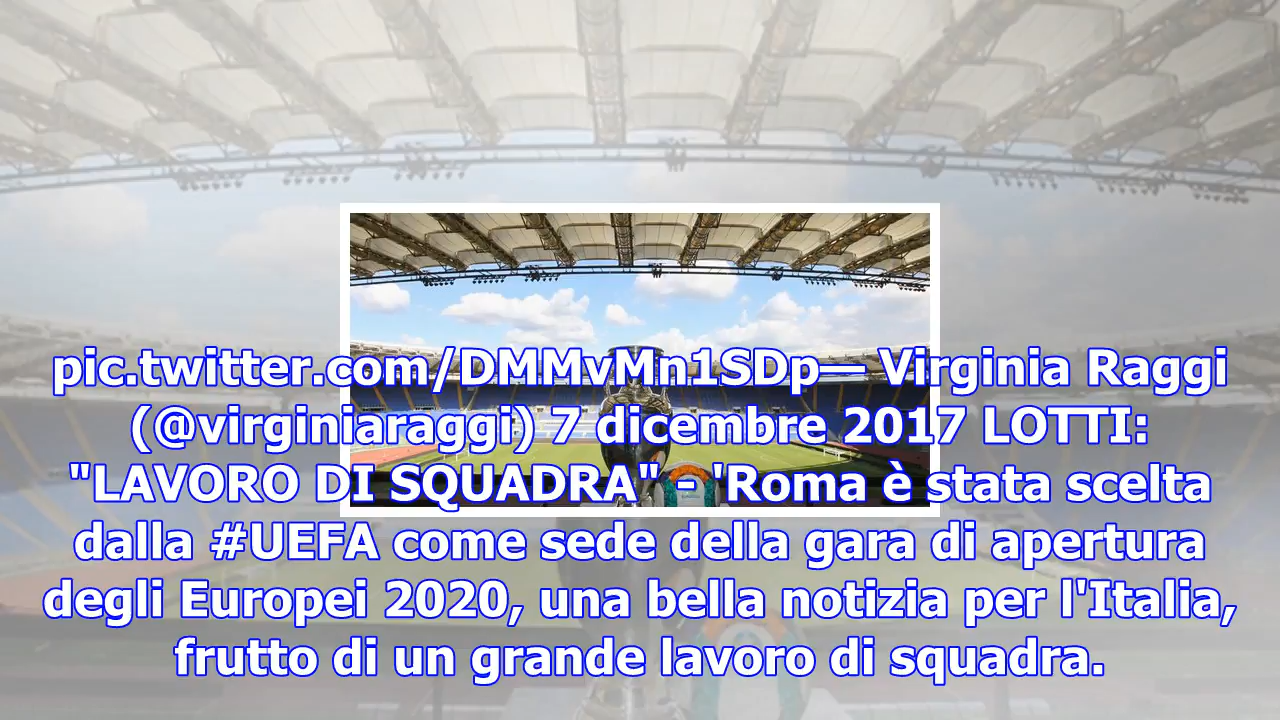 pic.twitter.com/DMMvMn1SDp— Virginia Raggi
(@virginiaraggi) 7 dicembre 2017 LOTTI:
"LAVORO DI SQUADRA" - 'Roma è stata scelta
dalla #UEFA come sede della gara di apertura
degli Europei 2020, una bella notizia per l'Italia,
frutto di un grande lavoro di squadra.